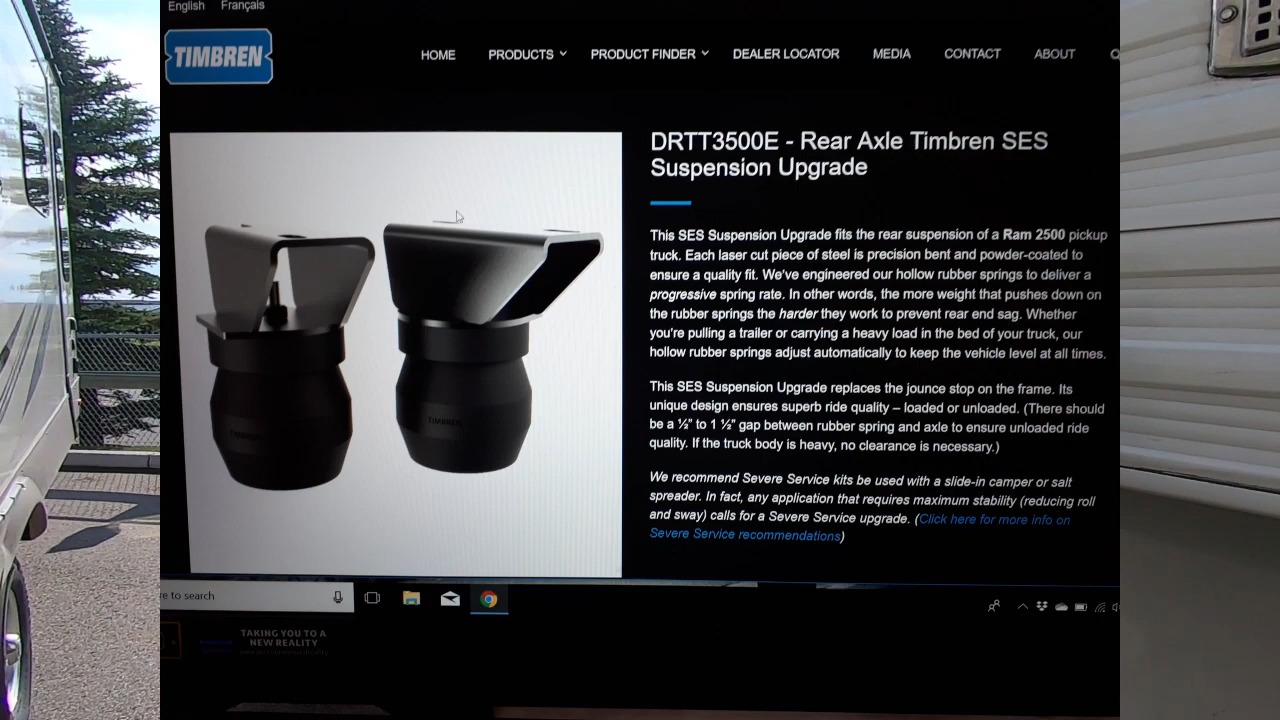 English Français
TIMBREN
HOME PRODUCTS PRODUCT FINDER DEALER LOCATOR MEDIA CONTACT ABOUT
DRTT3500E - Rear Axle Timbren SES
Suspension Upgrade
This SES Suspension Upgrade fits the rear suspension of a Ram 2500 pickup
truck. Each laser cut piece of steel is precision bent and powder-coated to
ensure a quality fit. We've engineered our hollow rubber springs to deliver a
progressive spring rate. In other words, the more weight that pushes down on
the rubber springs the harder they work to prevent rear end sag. Whether
you're pulling a trailer or carrying a heavy load in the bed of your truck, our
hollow rubber springs adjust automatically to keep the vehicle level at all times.
This SES Suspension Upgrade replaces the jounce stop on the frame. Its
unique design ensures superb ride quality – loaded or unloaded. (There should
be a ½" to 1 ½" gap between rubber spring and axle to ensure unloaded ride
quality. If the truck body is heavy, no clearance is necessary.)
We recommend Severe Service kits be used with a slide-in camper or salt
spreader. In fact, any application that requires maximum stability (reducing roll
and sway) calls for a Severe Service upgrade. (Click here for more info on
Severe Service recommendations)
TIMBREN
TIMBREN
re to search
TAKING YOU TO A
NEW REALITY